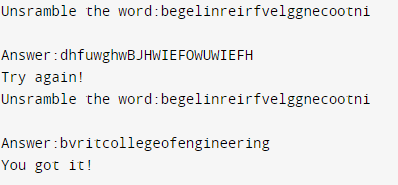 Unsramble the word:begelinreirfvelggnecootni
Answer:dhfuwghwBJHWIEFOWUWIEFH
Try again!
Unsramble the word:begelinreirfvelggnecootni
Answer:bvritcollegeofengineering
You got it!